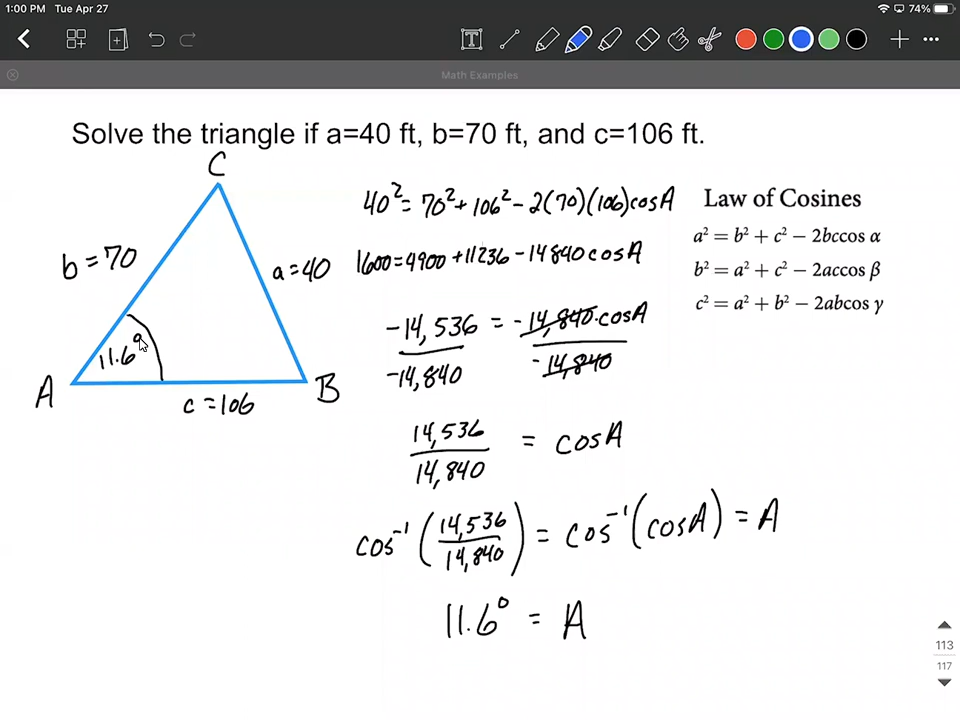 1:00 PM Tue Apr 27
74%
Math Examples
Solve the triangle if a=40 ft, b=70 ft, and c=106 ft.
C
b = 70
a = 40
11.6°
A
B
c = 106
40² = 70² + 106² - 2(70)(106)cosA
1600 = 4900 + 11236 - 14840cosA
-14,536 = -14,840·cosA
-14,840 -14,840
14,536 = cosA
14,840
cos⁻¹(14,536/14,840) = cos⁻¹(cosA) = A
11.6° = A
Law of Cosines
a² = b² + c² − 2bccos α
b² = a² + c² − 2accos β
c² = a² + b² − 2abcos γ
113
117